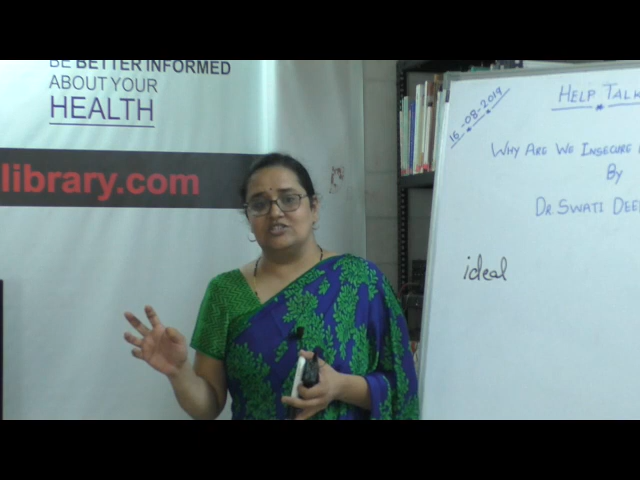 BE BETTER INFORMED
ABOUT YOUR
HEALTH
library.com
16-08-2019
HELP TALK
WHY ARE WE INSECURE
BY
DR SWATI
ideal